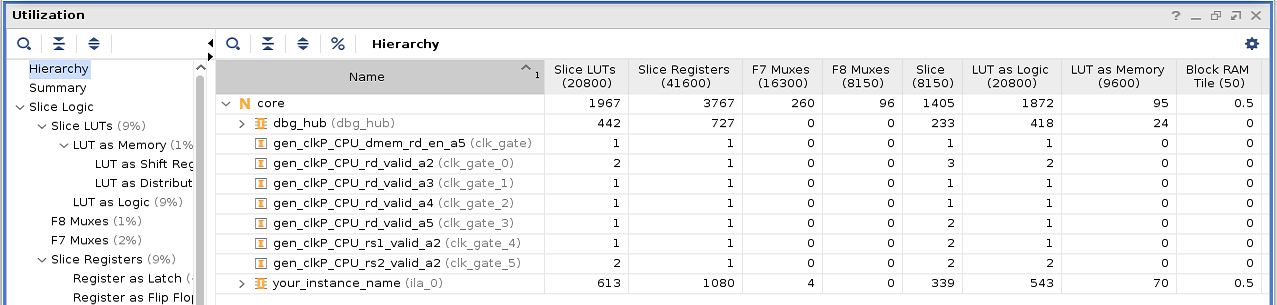 Utilization
Hierarchy
Hierarchy
Summary
Slice Logic
Slice LUTs (9%)
LUT as Memory (1%
LUT as Shift Reg
LUT as Distribut
LUT as Logic (9%)
F8 Muxes (1%)
F7 Muxes (2%)
Slice Registers (9%)
Register as Latch (
Register as Flip Flop
Name 1 Slice LUTs (20800) Slice Registers (41600) F7 Muxes (16300) F8 Muxes (8150) Slice (8150) LUT as Logic (20800) LUT as Memory (9600) Block RAM Tile (50)
N core 1967 3767 260 96 1405 1872 95 0.5
dbg_hub (dbg_hub) 442 727 0 0 233 418 24 0
gen_clkP_CPU_dmem_rd_en_a5 (clk_gate) 1 1 0 0 1 1 0 0
gen_clkP_CPU_rd_valid_a2 (clk_gate_0) 2 1 0 0 3 2 0 0
gen_clkP_CPU_rd_valid_a3 (clk_gate_1) 1 1 0 0 1 1 0 0
gen_clkP_CPU_rd_valid_a4 (clk_gate_2) 1 1 0 0 1 1 0 0
gen_clkP_CPU_rd_valid_a5 (clk_gate_3) 1 1 0 0 2 1 0 0
gen_clkP_CPU_rs1_valid_a2 (clk_gate_4) 1 1 0 0 2 1 0 0
gen_clkP_CPU_rs2_valid_a2 (clk_gate_5) 2 1 0 0 2 2 0 0
your_instance_name (ila_0) 613 1080 4 0 339 543 70 0.5